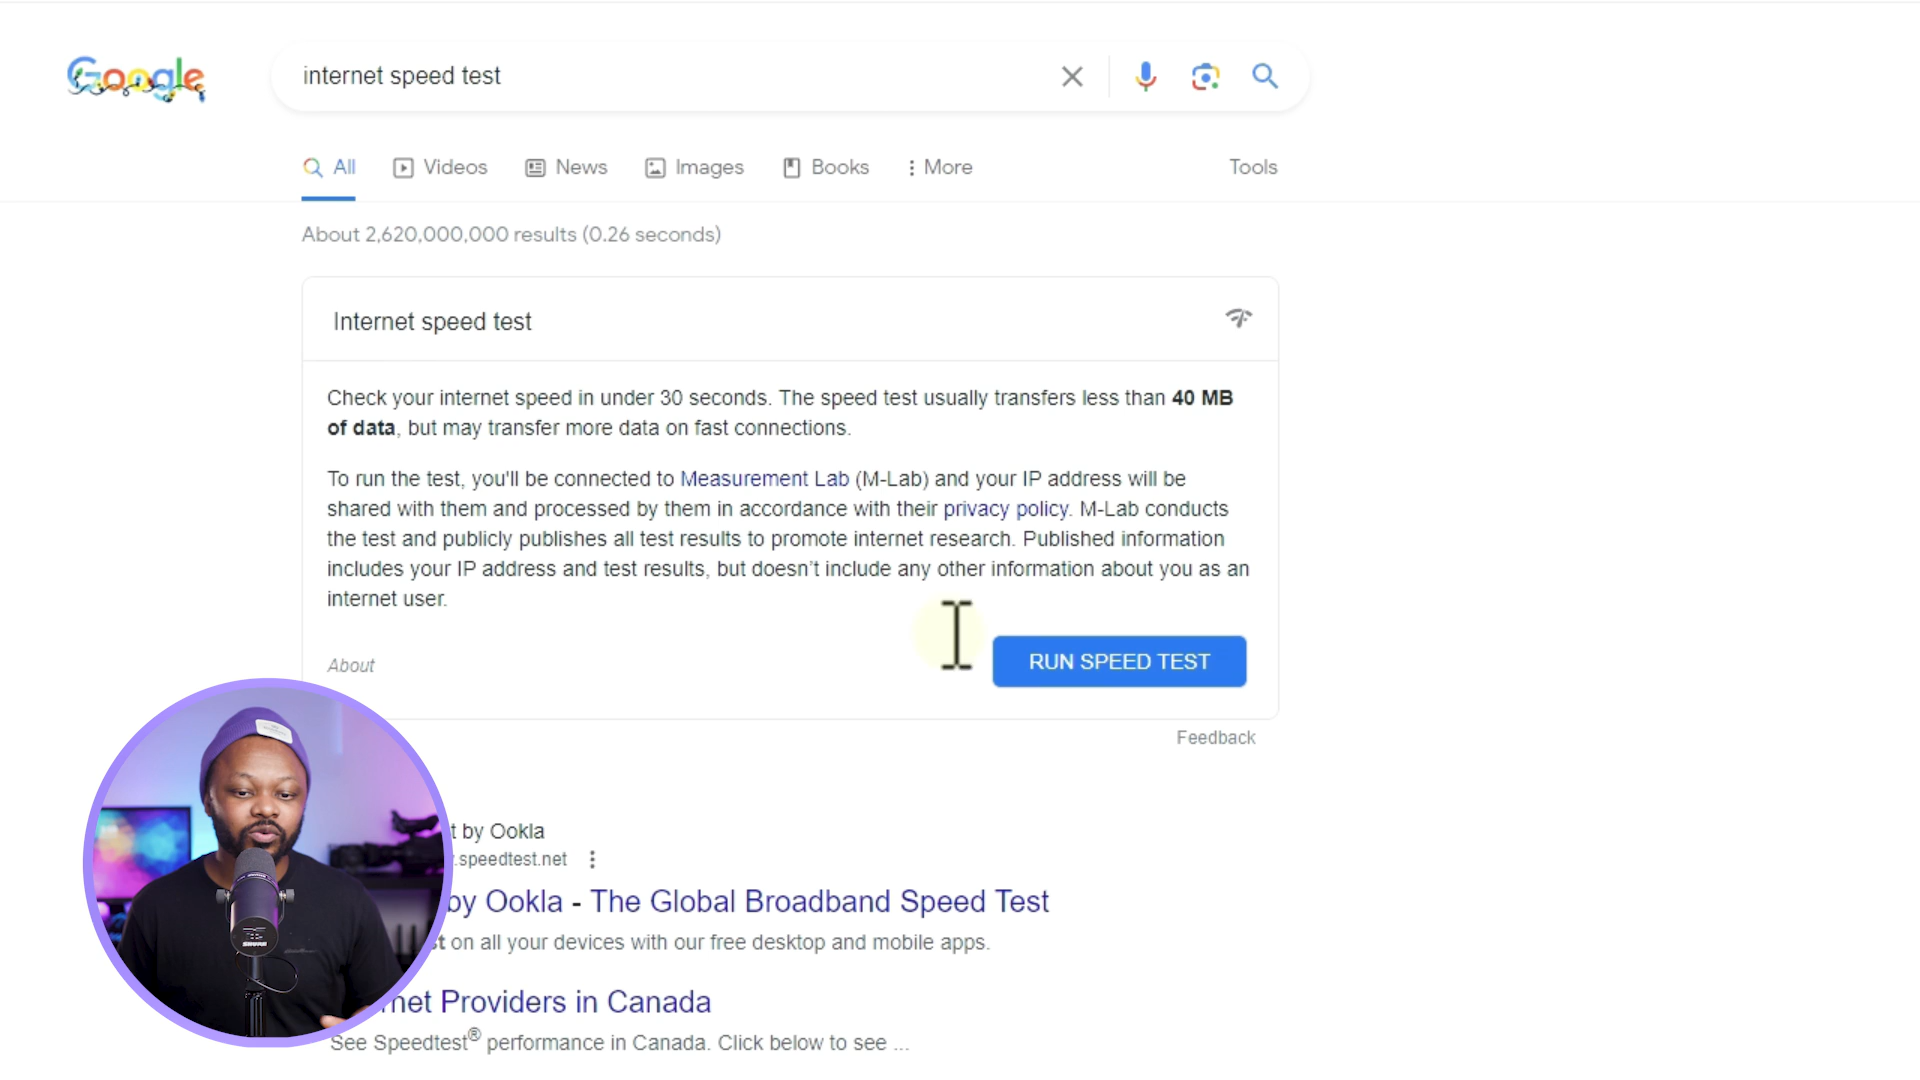 Google
internet speed test
All Videos News Images Books More Tools
About 2,620,000,000 results (0.26 seconds)
Internet speed test
Check your internet speed in under 30 seconds. The speed test usually transfers less than 40 MB
of data, but may transfer more data on fast connections.
To run the test, you'll be connected to Measurement Lab (M-Lab) and your IP address will be
shared with them and processed by them in accordance with their privacy policy. M-Lab conducts
the test and publicly publishes all test results to promote internet research. Published information
includes your IP address and test results, but doesn't include any other information about you as an
internet user.
About
RUN SPEED TEST
Feedback
by Ookla
.speedtest.net
by Ookla - The Global Broadband Speed Test
on all your devices with our free desktop and mobile apps.
Providers in Canada
See Speedtest® performance in Canada. Click below to see ...
SHURE